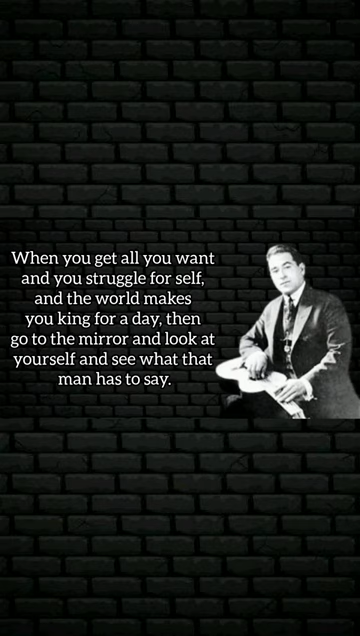 When you get all you want
and you struggle for self,
and the world makes
you king for a day, then
go to the mirror and look at
yourself and see what that
man has to say.